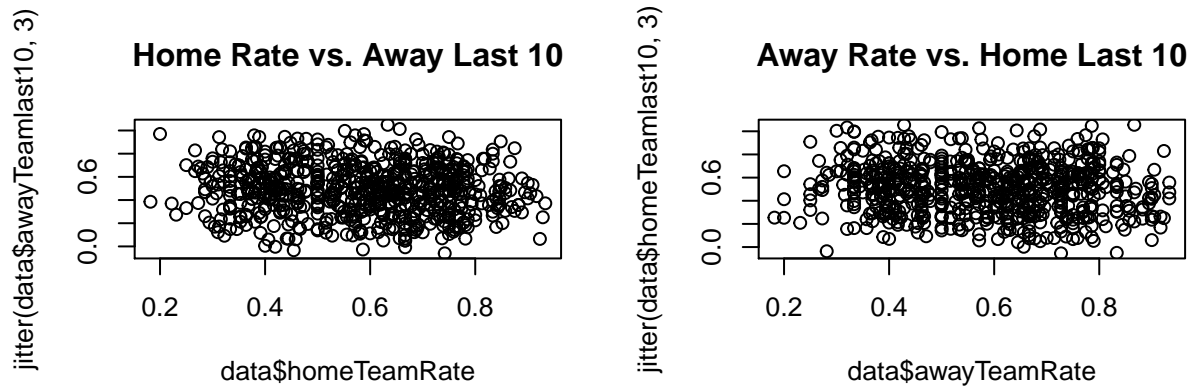 Home Rate vs. Away Last 10
jitter(data$awayTeamlast10, 3)
0.6
0.0
0.2 0.4 0.6 0.8
data$homeTeamRate
Away Rate vs. Home Last 10
jitter(data$homeTeamlast10, 3)
0.6
0.0
0.2 0.4 0.6 0.8
data$awayTeamRate